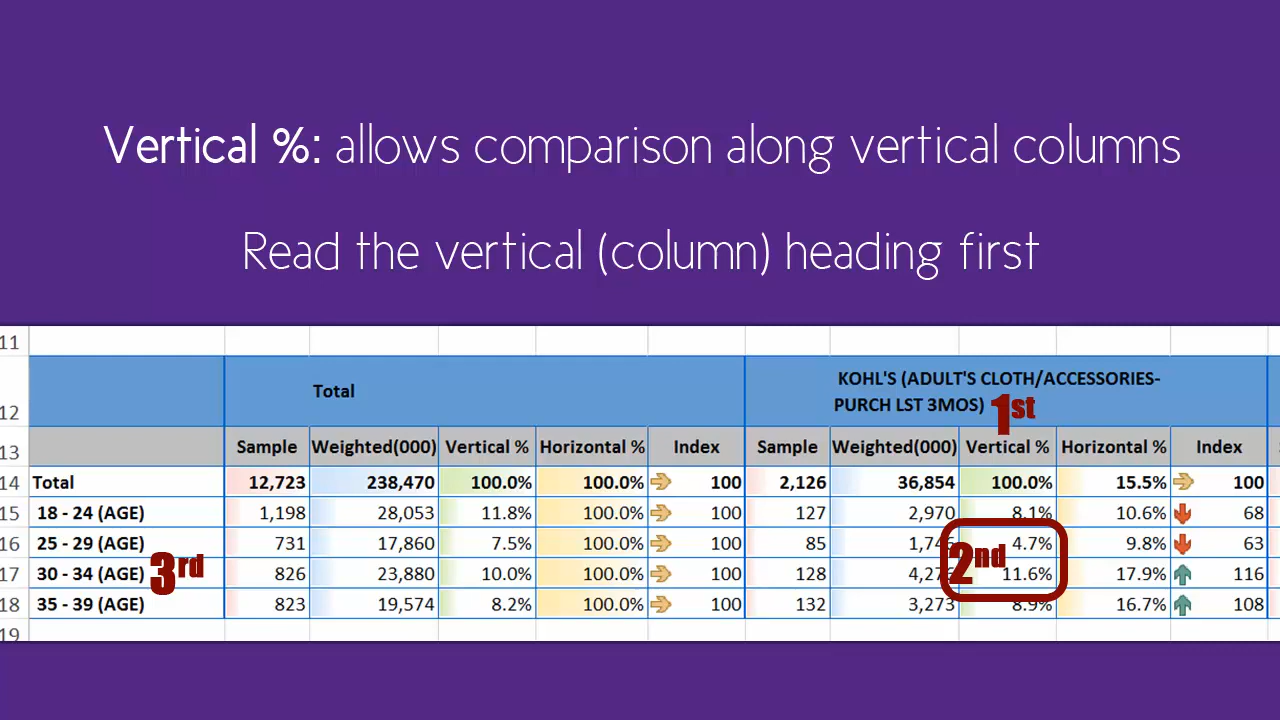 Vertical %: allows comparison along vertical columns
Read the vertical (column) heading first
11
12 Total KOHL'S (ADULT'S CLOTH/ACCESSORIES-
PURCH LST 3MOS) 1st
13 Sample Weighted(000) Vertical % Horizontal % Index Sample Weighted(000) Vertical % Horizontal % Index
14 Total 12,723 238,470 100.0% 100.0% 100 2,126 36,854 100.0% 15.5% 100
15 18 - 24 (AGE) 1,198 28,053 11.8% 100.0% 100 127 2,970 8.1% 10.6% 68
16 25 - 29 (AGE) 731 17,860 7.5% 100.0% 100 85 4.7% 9.8% 63
17 30 - 34 (AGE) 3rd 826 23,880 10.0% 100.0% 100 128 2nd 11.6% 17.9% 116
18 35 - 39 (AGE) 823 19,574 8.2% 100.0% 100 132 3,273 8.9% 16.7% 108
19